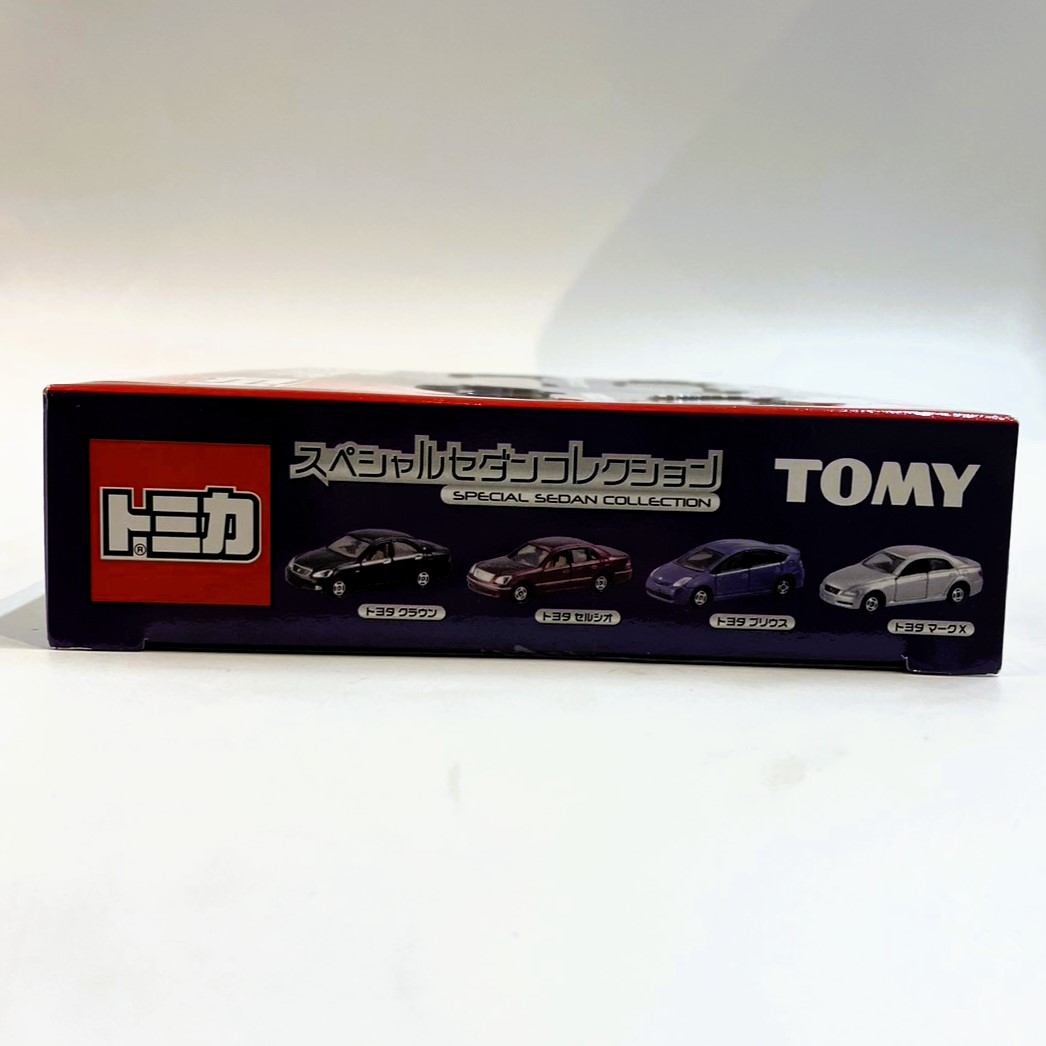 トミカ®
スペシャルセダンコレクション
SPECIAL SEDAN COLLECTION
TOMY
トヨタ クラウン
トヨタ セルシオ
トヨタ プリウス
トヨタ マークX